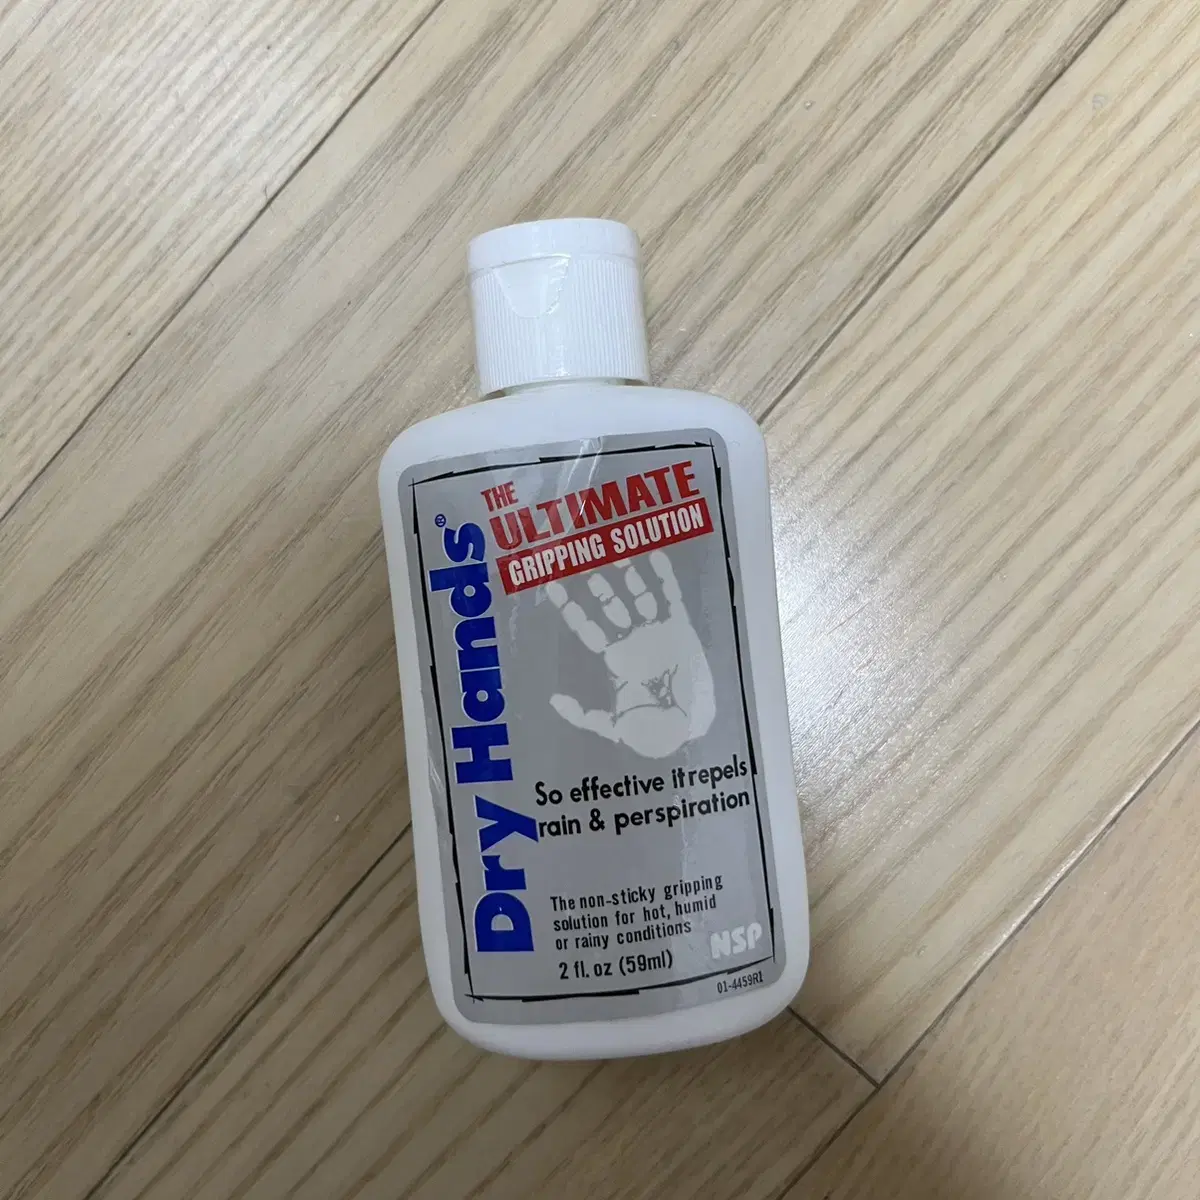 THE
ULTIMATE
GRIPPING SOLUTION
Dry Hands®
So effective it repels
rain & perspiration
The non-sticky gripping
solution for hot, humid
or rainy conditions
2 fl. oz (59ml)
NSP
01-4459R1